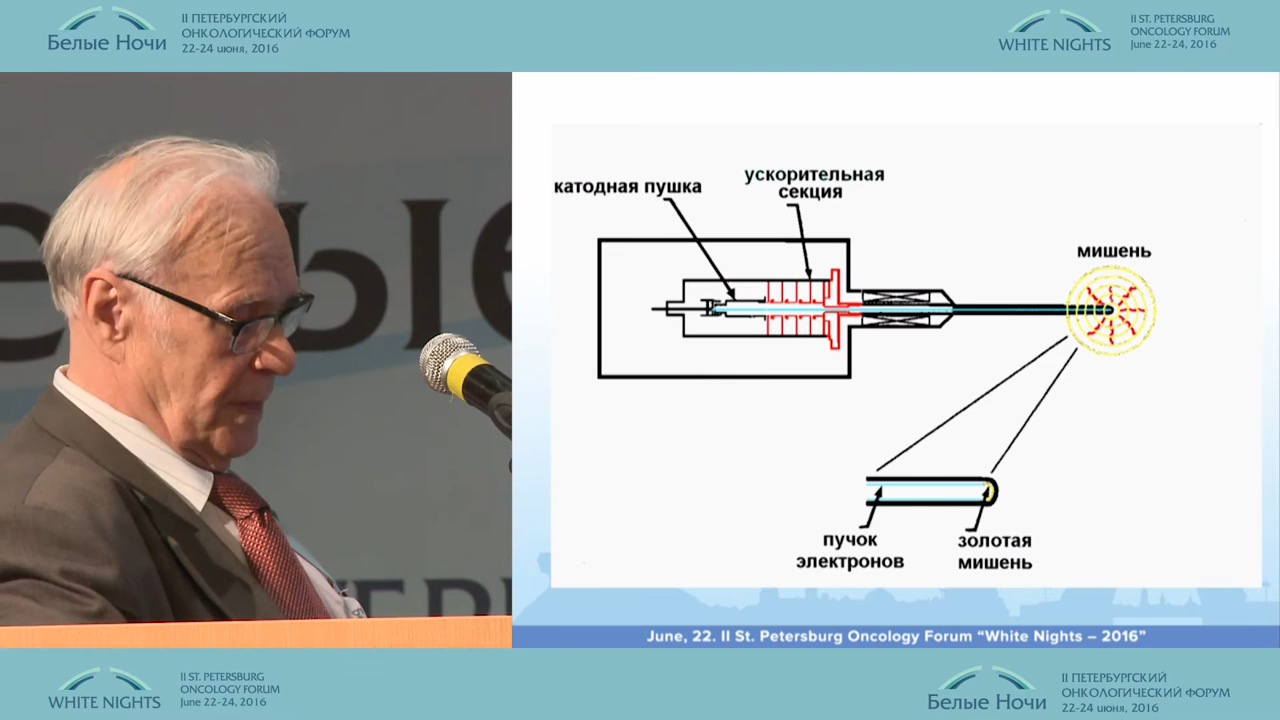 Белые Ночи
II ПЕТЕРБУРГСКИЙ
ОНКОЛОГИЧЕСКИЙ ФОРУМ
22-24 июня, 2016
WHITE NIGHTS
II ST. PETERSBURG
ONCOLOGY FORUM
June 22-24, 2016
катодная пушка
ускорительная
секция
мишень
пучок
электронов
золотая
мишень
June, 22. II St. Petersburg Oncology Forum “White Nights – 2016”
WHITE NIGHTS
II ST. PETERSBURG
ONCOLOGY FORUM
June 22-24, 2016
Белые Ночи
II ПЕТЕРБУРГСКИЙ
ОНКОЛОГИЧЕСКИЙ ФОРУМ
22-24 июня, 2016